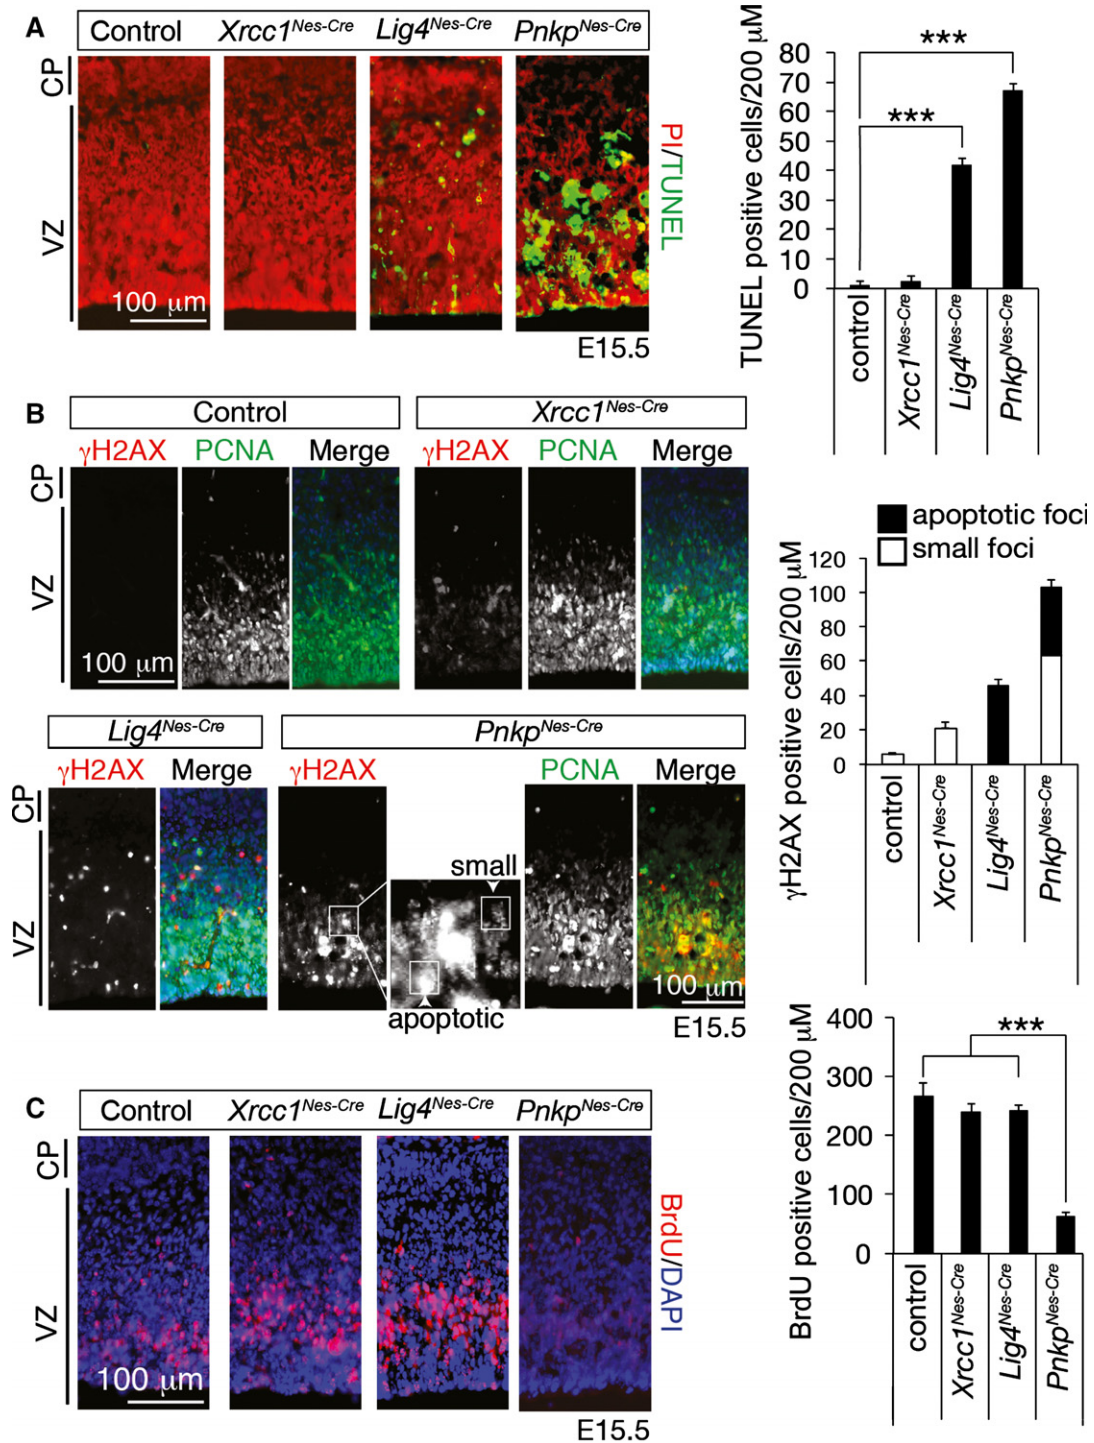 A
Control Xrcc1Nes-Cre Lig4Nes-Cre PnkpNes-Cre
CP
VZ
100 µm
PI/TUNEL
E15.5
TUNEL positive cells/200 µM
80
70
60
50
40
30
20
10
0
***
***
control
Xrcc1Nes-Cre
Lig4Nes-Cre
PnkpNes-Cre
B
Control Xrcc1Nes-Cre
γH2AX PCNA Merge γH2AX PCNA Merge
CP
VZ
100 µm
Lig4Nes-Cre PnkpNes-Cre
γH2AX Merge γH2AX PCNA Merge
CP
VZ
small
apoptotic
100 µm
E15.5
apoptotic foci
small foci
γH2AX positive cells/200 µM
120
100
80
60
40
20
0
control
Xrcc1Nes-Cre
Lig4Nes-Cre
PnkpNes-Cre
C
Control Xrcc1Nes-Cre Lig4Nes-Cre PnkpNes-Cre
CP
VZ
100 µm
BrdU/DAPI
E15.5
BrdU positive cells/200 µM
400
300
200
100
0
***
control
Xrcc1Nes-Cre
Lig4Nes-Cre
PnkpNes-Cre